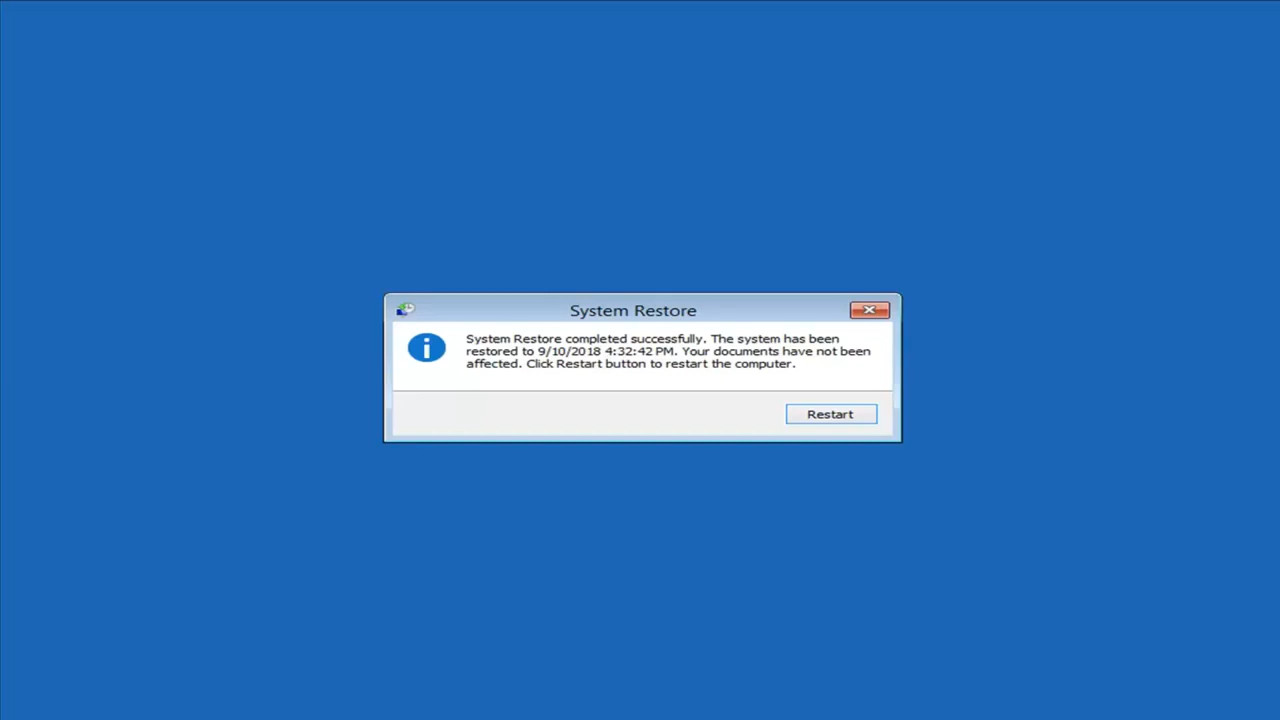 System Restore
System Restore completed successfully. The system has been
restored to 9/10/2018 4:32:42 PM. Your documents have not been
affected. Click Restart button to restart the computer.
Restart